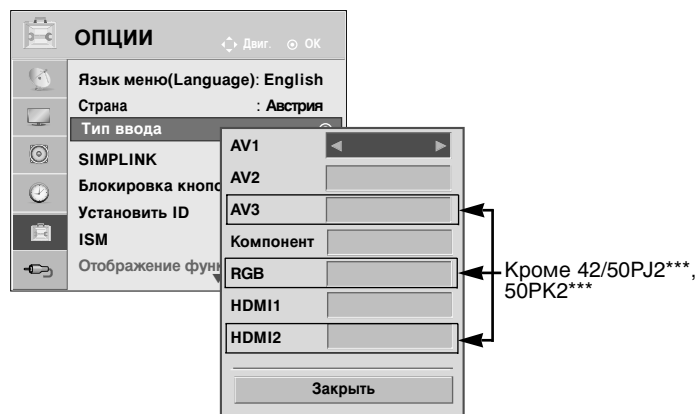 ОПЦИИ
Двиг. OK
Язык меню(Language): English
Страна : Австрия
Тип ввода
SIMPLINK
Блокировка кнопо
Установить ID
ISM
Отображение функ
AV1
AV2
AV3
Компонент
RGB
HDMI1
HDMI2
Закрыть
Кроме 42/50PJ2***,
50PK2***